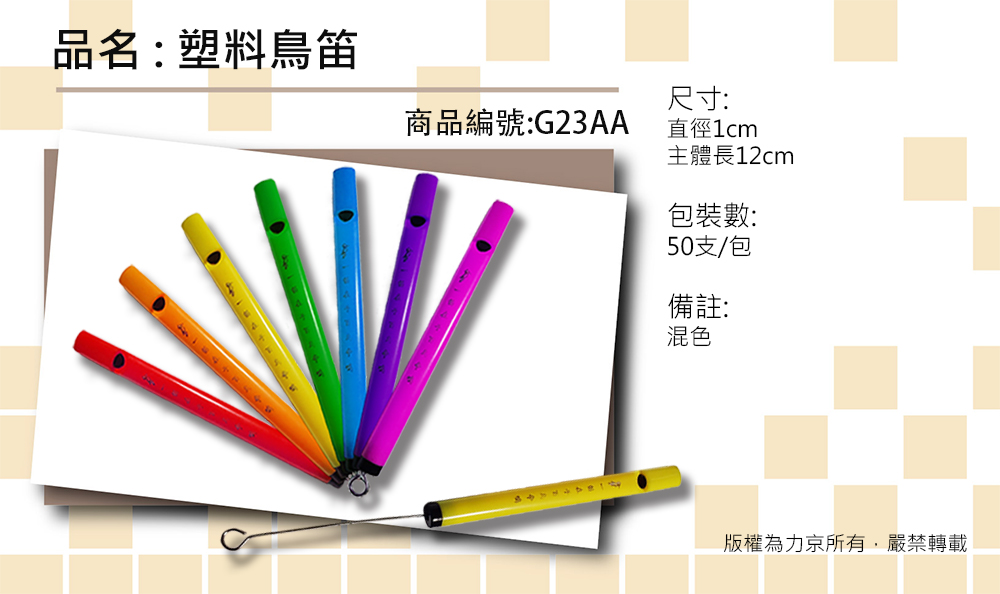 品名 : 塑料鳥笛
商品編號:G23AA
尺寸:
直徑1cm
主體長12cm
包裝數:
50支/包
備註:
混色
版權為力京所有，嚴禁轉載